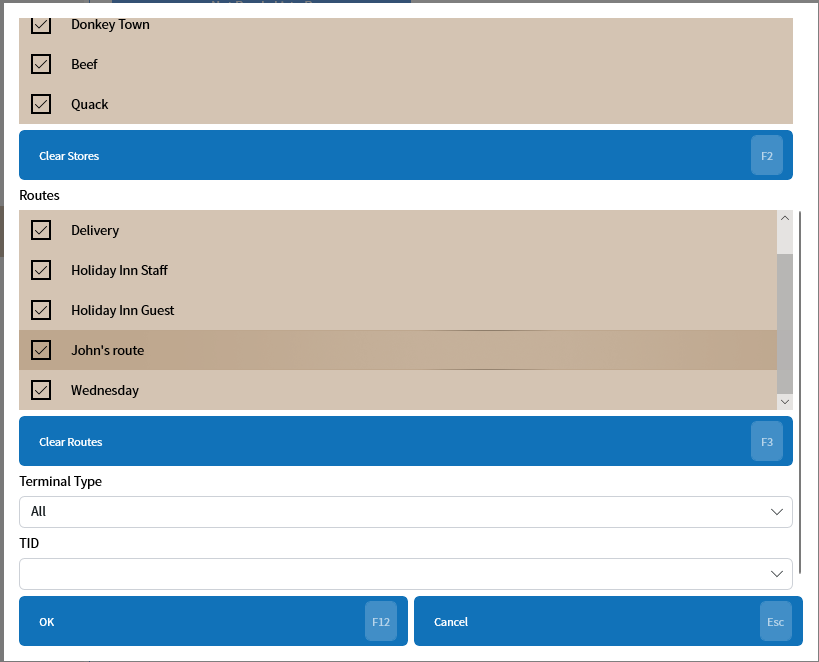 Donkey Town
Beef
Quack
Clear Stores F2
Routes
Delivery
Holiday Inn Staff
Holiday Inn Guest
John's route
Wednesday
Clear Routes F3
Terminal Type
All
TID
OK F12 Cancel Esc